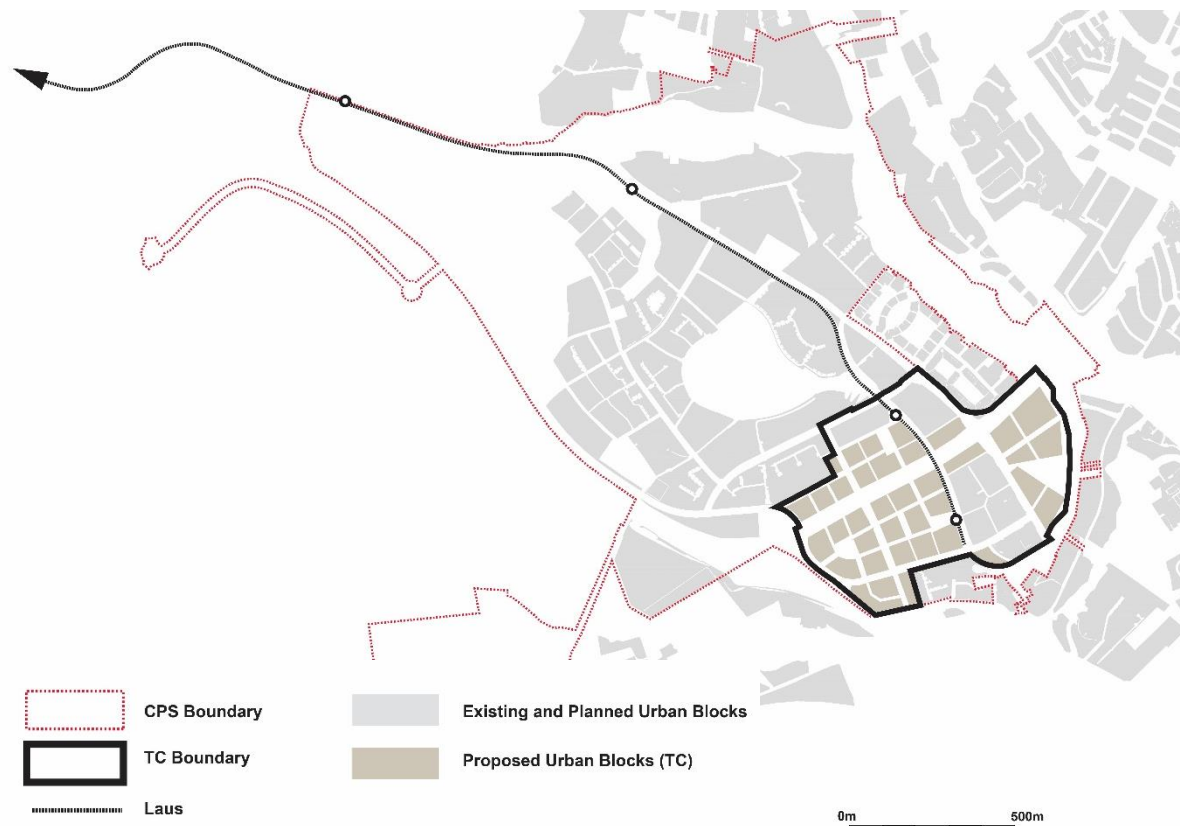 CPS Boundary
Existing and Planned Urban Blocks
TC Boundary
Proposed Urban Blocks (TC)
Laus
0m
500m